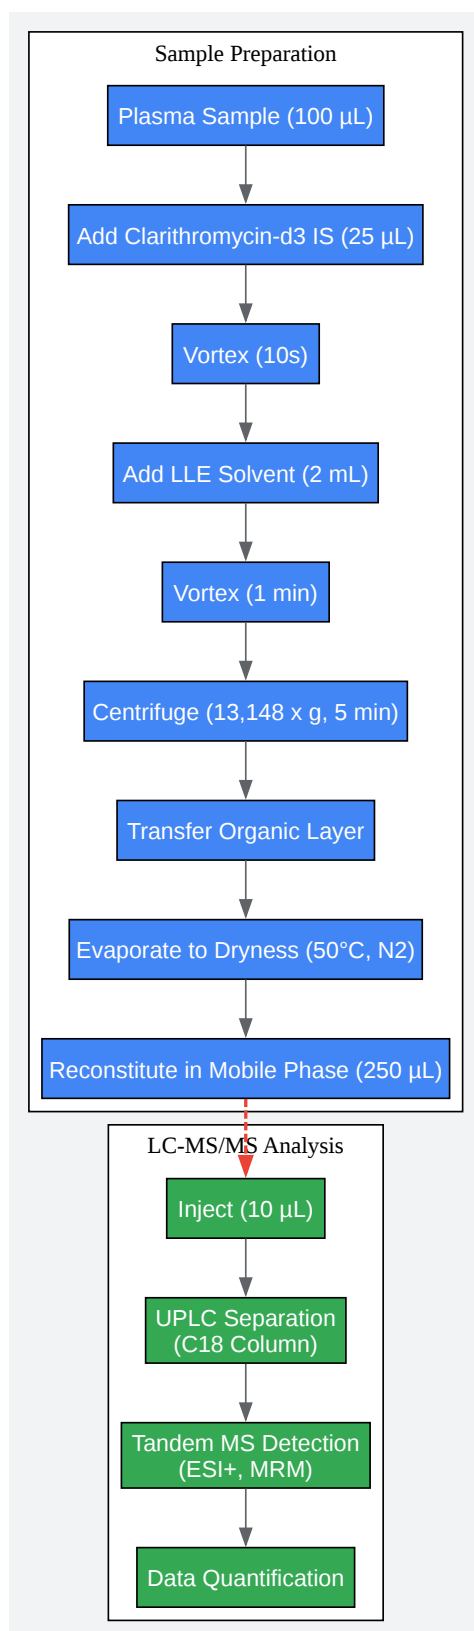 Sample Preparation
Plasma Sample (100 µL)
Add Clarithromycin-d3 IS (25 µL)
Vortex (10s)
Add LLE Solvent (2 mL)
Vortex (1 min)
Centrifuge (13,148 x g, 5 min)
Transfer Organic Layer
Evaporate to Dryness (50°C, N2)
Reconstitute in Mobile Phase (250 µL)
LC-MS/MS Analysis
Inject (10 µL)
UPLC Separation
(C18 Column)
Tandem MS Detection
(ESI+, MRM)
Data Quantification